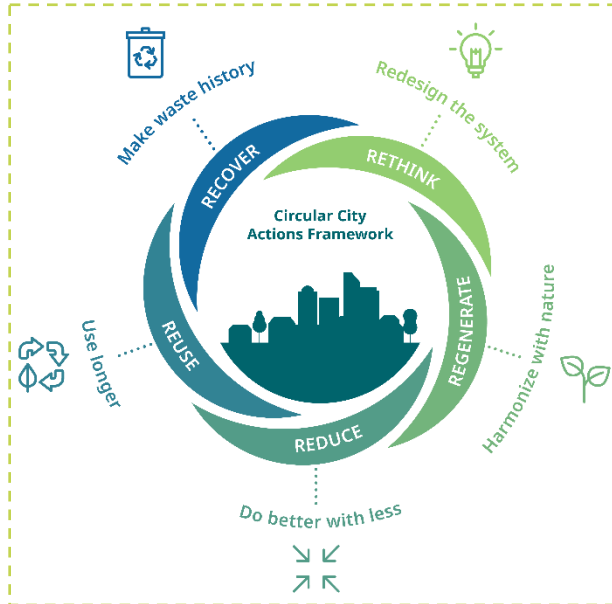 Circular City
Actions Framework
RETHINK
Redesign the system
REGENERATE
Harmonize with nature
REDUCE
Do better with less
REUSE
Use longer
RECOVER
Make waste history